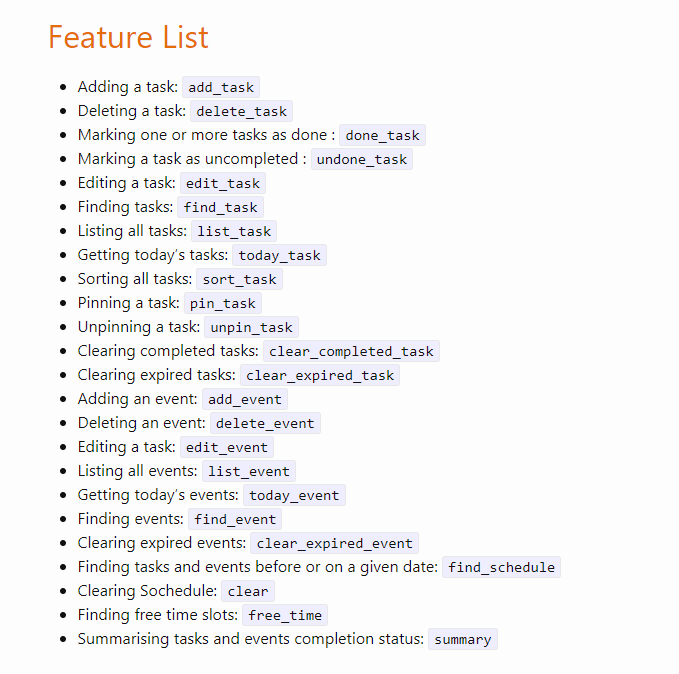 Feature List
Adding a task: add_task
Deleting a task: delete_task
Marking one or more tasks as done : done_task
Marking a task as uncompleted : undone_task
Editing a task: edit_task
Finding tasks: find_task
Listing all tasks: list_task
Getting today's tasks: today_task
Sorting all tasks: sort_task
Pinning a task: pin_task
Unpinning a task: unpin_task
Clearing completed tasks: clear_completed_task
Clearing expired tasks: clear_expired_task
Adding an event: add_event
Deleting an event: delete_event
Editing a task: edit_event
Listing all events: list_event
Getting today's events: today_event
Finding events: find_event
Clearing expired events: clear_expired_event
Finding tasks and events before or on a given date: find_schedule
Clearing Sochedule: clear
Finding free time slots: free_time
Summarising tasks and events completion status: summary